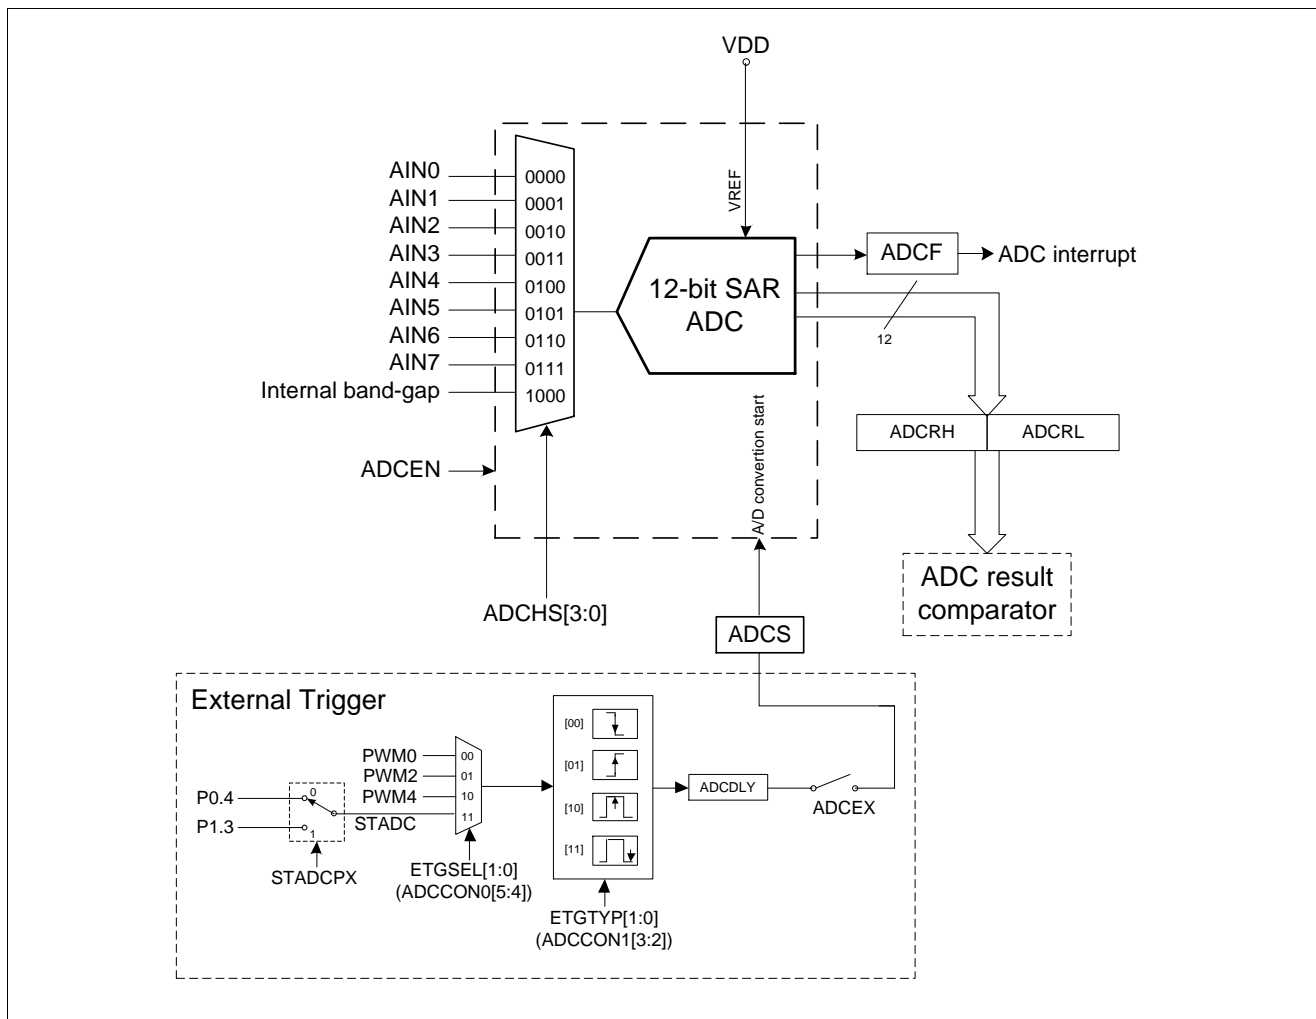 VDD
VREF
AIN0
AIN1
AIN2
AIN3
AIN4
AIN5
AIN6
AIN7
Internal band-gap
0000
0001
0010
0011
0100
0101
0110
0111
1000
12-bit SAR
ADC
ADCF
ADC interrupt
12
ADCRH
ADCRL
ADCEN
A/D convertion start
ADC result
comparator
ADCHS[3:0]
ADCS
External Trigger
P0.4
P1.3
0
1
STADCPX
PWM0
PWM2
PWM4
STADC
00
01
10
11
ETGSEL[1:0]
(ADCCON0[5:4])
[00]
[01]
[10]
[11]
ETGTYP[1:0]
(ADCCON1[3:2])
ADCDLY
ADCEX